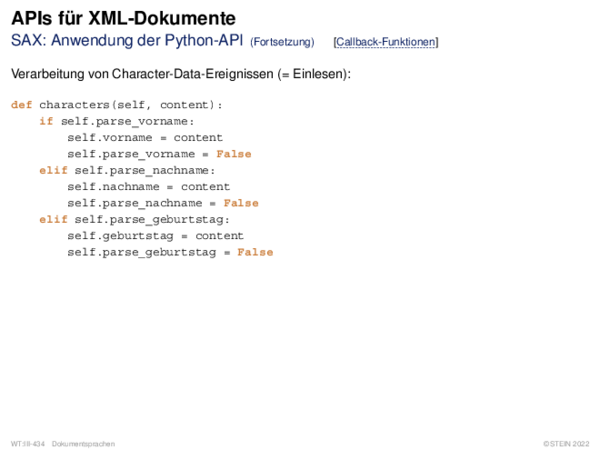 APIs für XML-Dokumente
SAX: Anwendung der Python-API (Fortsetzung) [Callback-Funktionen]
Verarbeitung von Character-Data-Ereignissen (= Einlesen):
def characters(self, content):
    if self.parse_vorname:
        self.vorname = content
        self.parse_vorname = False
    elif self.parse_nachname:
        self.nachname = content
        self.parse_nachname = False
    elif self.parse_geburtstag:
        self.geburtstag = content
        self.parse_geburtstag = False
WT:III-434 Dokumentsprachen ©STEIN 2022